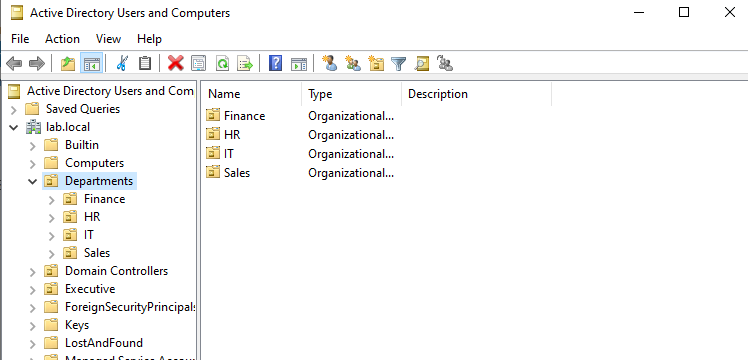 Active Directory Users and Computers
File Action View Help
Active Directory Users and Com
Saved Queries
lab.local
Builtin
Computers
Departments
Finance
HR
IT
Sales
Domain Controllers
Executive
ForeignSecurityPrincipals
Keys
LostAndFound
Managed Service Accou
Name Type Description
Finance Organizational...
HR Organizational...
IT Organizational...
Sales Organizational...